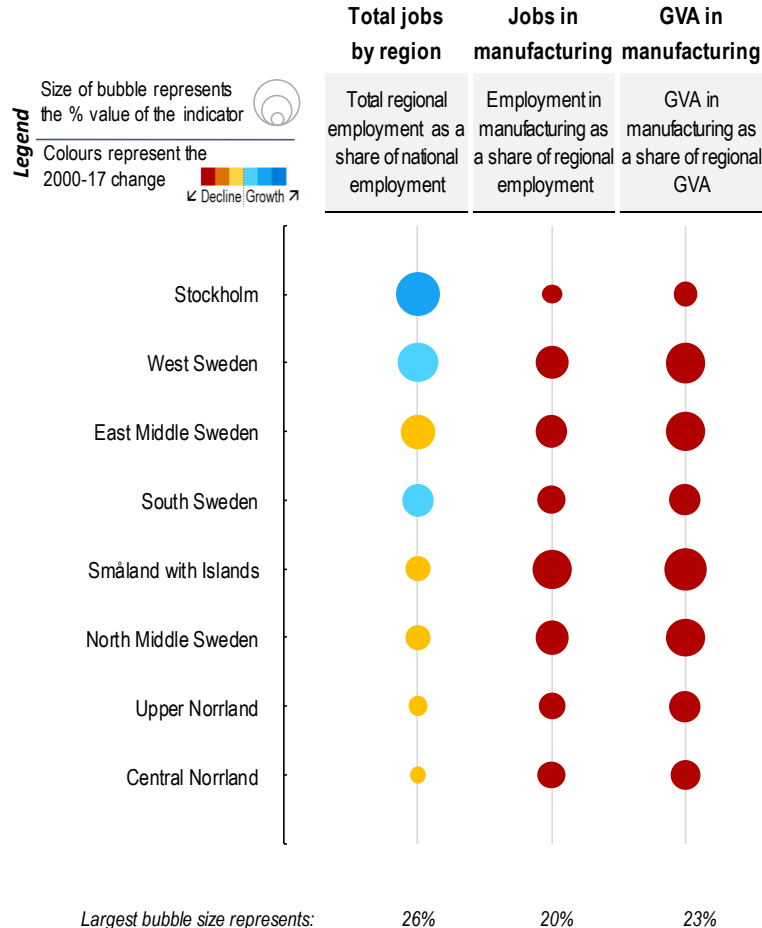 Total jobs
by region
Jobs in
manufacturing
GVA in
manufacturing
Legend
Size of bubble represents
the % value of the indicator
Colours represent the
2000-17 change
↙ Decline Growth ↗
Total regional
employment as a
share of national
employment
Employment in
manufacturing as
a share of regional
employment
GVA in
manufacturing as
a share of regional
GVA
Stockholm
West Sweden
East Middle Sweden
South Sweden
Småland with Islands
North Middle Sweden
Upper Norrland
Central Norrland
Largest bubble size represents: 26% 20% 23%